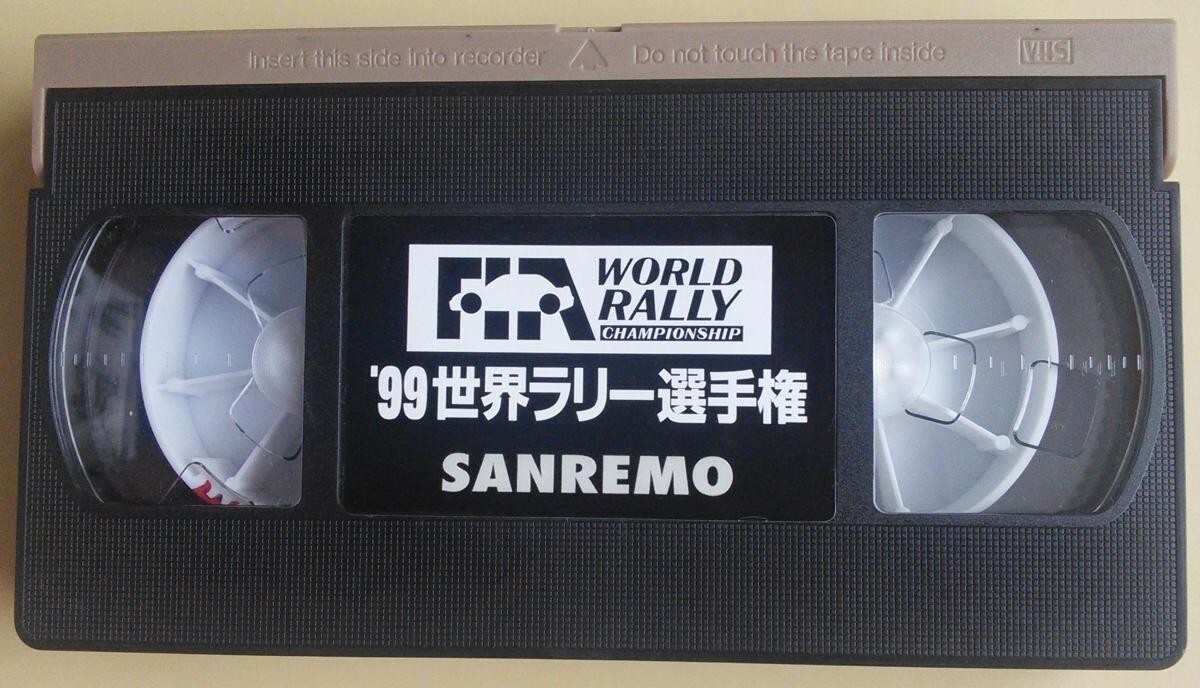 Insert this side into recorder
Do not touch the tape inside
VHS
FIA WORLD
RALLY
CHAMPIONSHIP
'99世界ラリー選手権
SANREMO